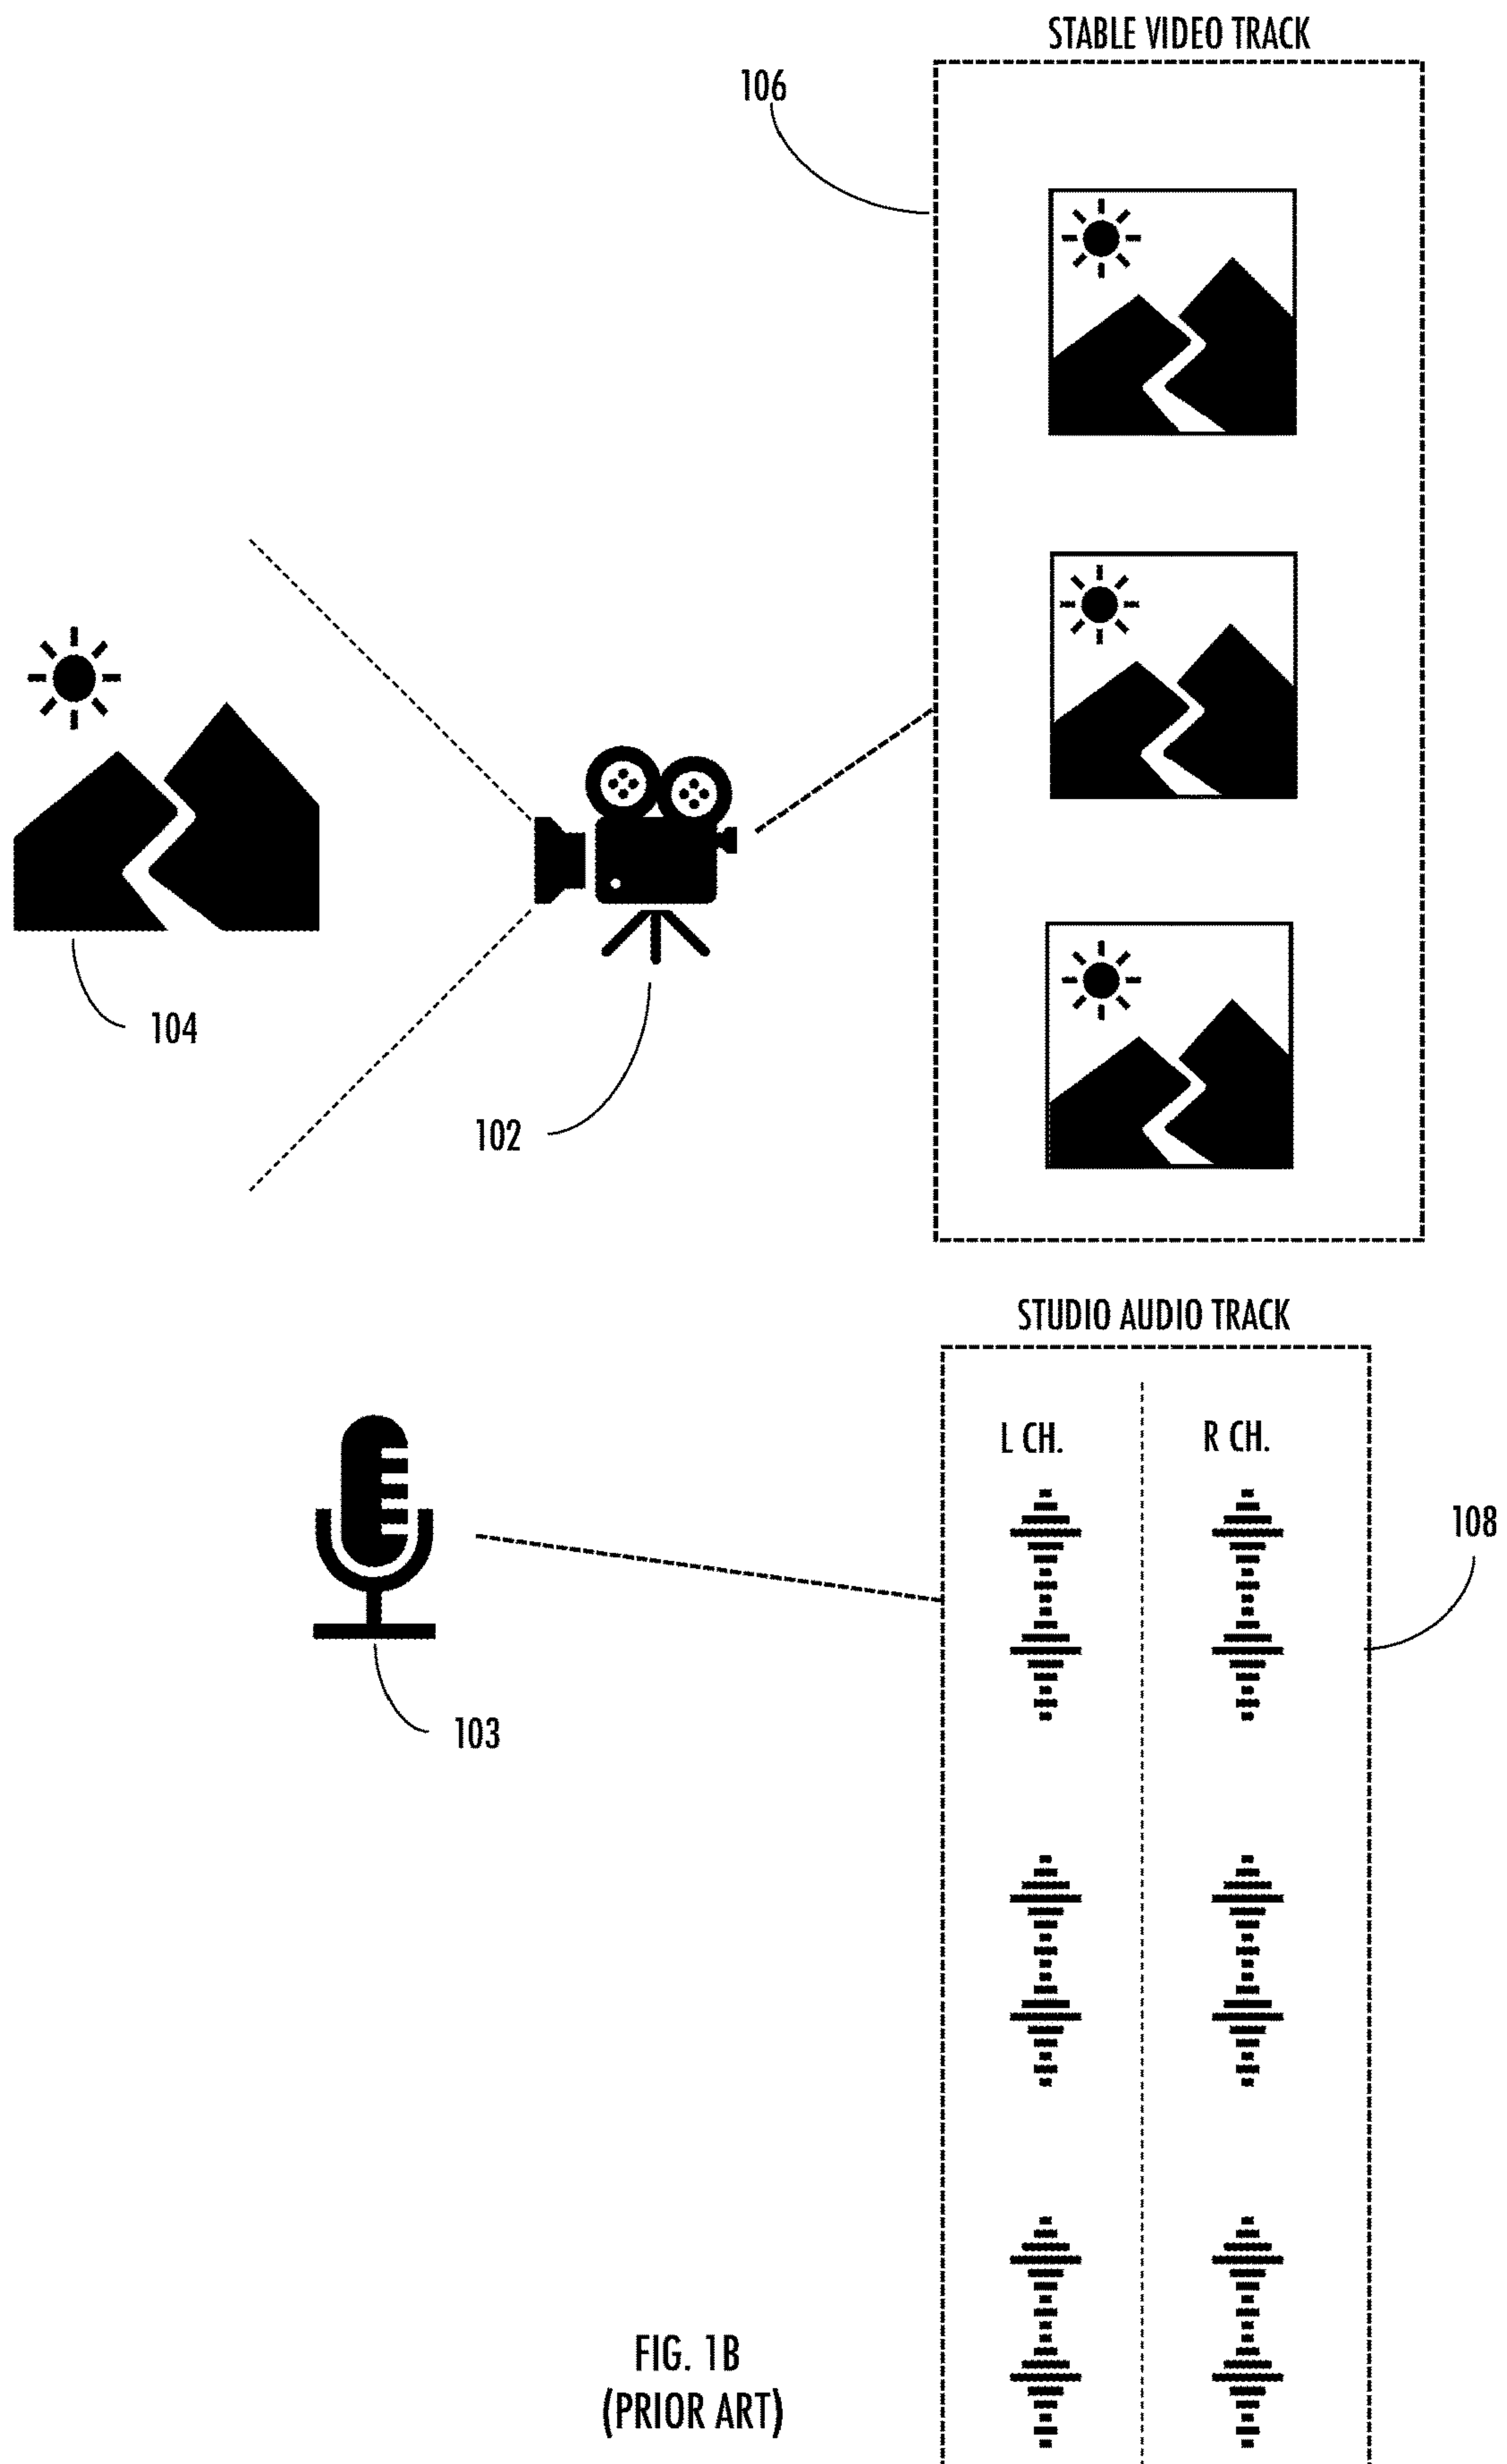 STABLE VIDEO TRACK
106
104
102
STUDIO AUDIO TRACK
L CH.
R CH.
108
103
FIG. 1B
(PRIOR ART)